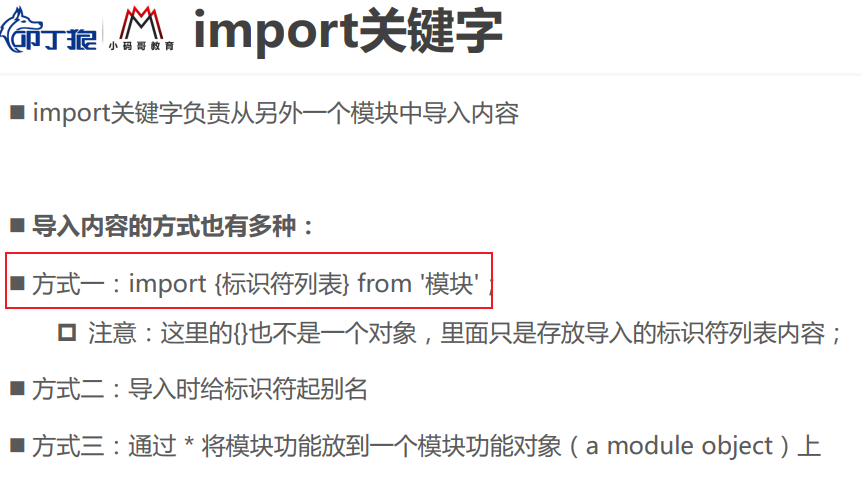 叩丁狼 小码哥教育 import关键字
■ import关键字负责从另外一个模块中导入内容
■ 导入内容的方式也有多种：
■ 方式一：import {标识符列表} from '模块'；
注意：这里的{}也不是一个对象，里面只是存放导入的标识符列表内容；
■ 方式二：导入时给标识符起别名
■ 方式三：通过 * 将模块功能放到一个模块功能对象（a module object）上